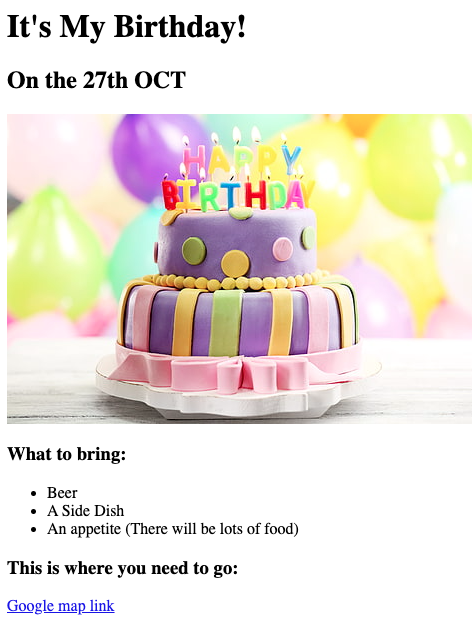 It's My Birthday!
On the 27th OCT
HAPPY
BIRTHDAY
What to bring:
Beer
A Side Dish
An appetite (There will be lots of food)
This is where you need to go:
Google map link